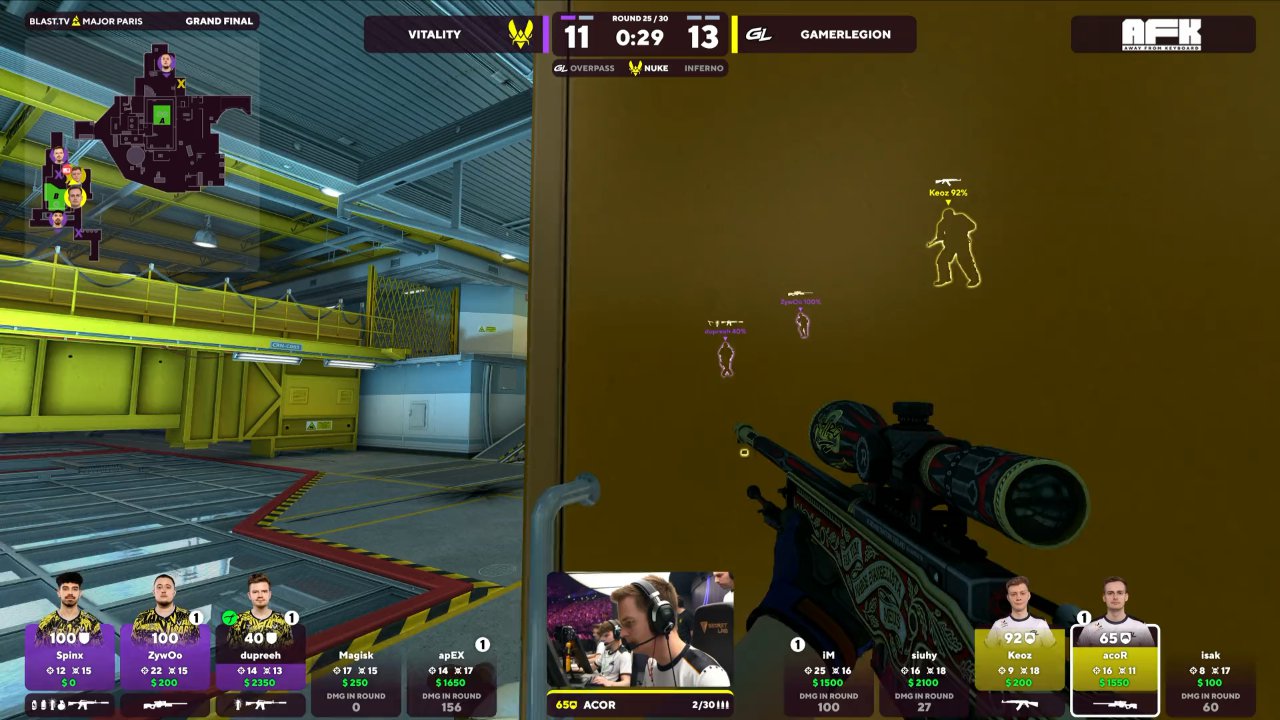 BLAST.TV MAJOR PARIS GRAND FINAL
VITALITY
11
ROUND 25 / 30
0:29
13
GL
GAMERLEGION
AFK
AWAY FROM KEYBOARD
GL OVERPASS NUKE INFERNO
A
B
Keoz 92%
ZywOo 100%
dupreeh 40%
100
Spinx
12 15
$ 0
1
100
ZywOo
22 15
$ 200
1
40
dupreeh
14 13
$ 2350
Magisk
17 15
$ 250
DMG IN ROUND
0
1
apEX
14 17
$ 1650
DMG IN ROUND
156
SECRET LAB
65 ACOR 2/30
1
iM
25 16
$ 1500
DMG IN ROUND
100
siuhy
16 18
$ 2100
DMG IN ROUND
27
92
Keoz
9 18
$ 200
1
65
acoR
16 11
$ 1550
isak
8 17
$ 100
DMG IN ROUND
60